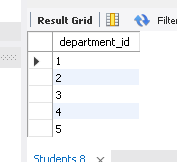 Result Grid Filter
department_id
1
2
3
4
5
Students 8 ×